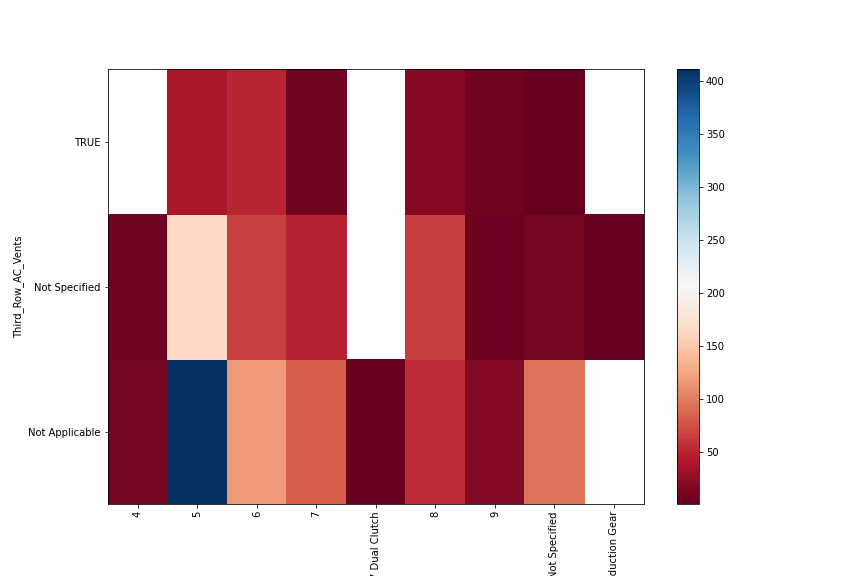 TRUE
Not Specified
Not Applicable
Third_Row_AC_Vents
4
5
6
7
7 Dual Clutch
8
9
Not Specified
duction Gear
400
350
300
250
200
150
100
50